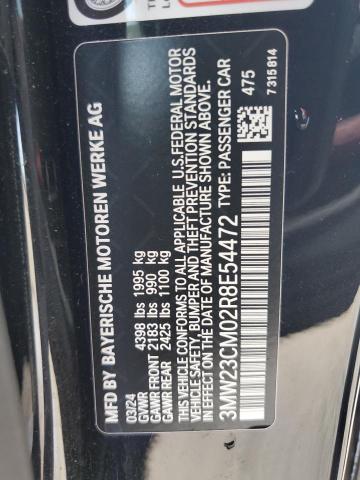 MFD BY BAYERISCHE MOTOREN WERKE AG
03/24
GVWR 4398 lbs 1995 kg
GAWR FRONT 2183 lbs 990 kg
GAWR REAR 2425 lbs 1100 kg
THIS VEHICLE CONFORMS TO ALL APPLICABLE U.S.FEDERAL MOTOR
VEHICLE SAFETY, BUMPER AND THEFT PREVENTION STANDARDS
IN EFFECT ON THE DATE OF MANUFACTURE SHOWN ABOVE.
3MW23CM02R8E54472 TYPE: PASSENGER CAR
475
7 315 814